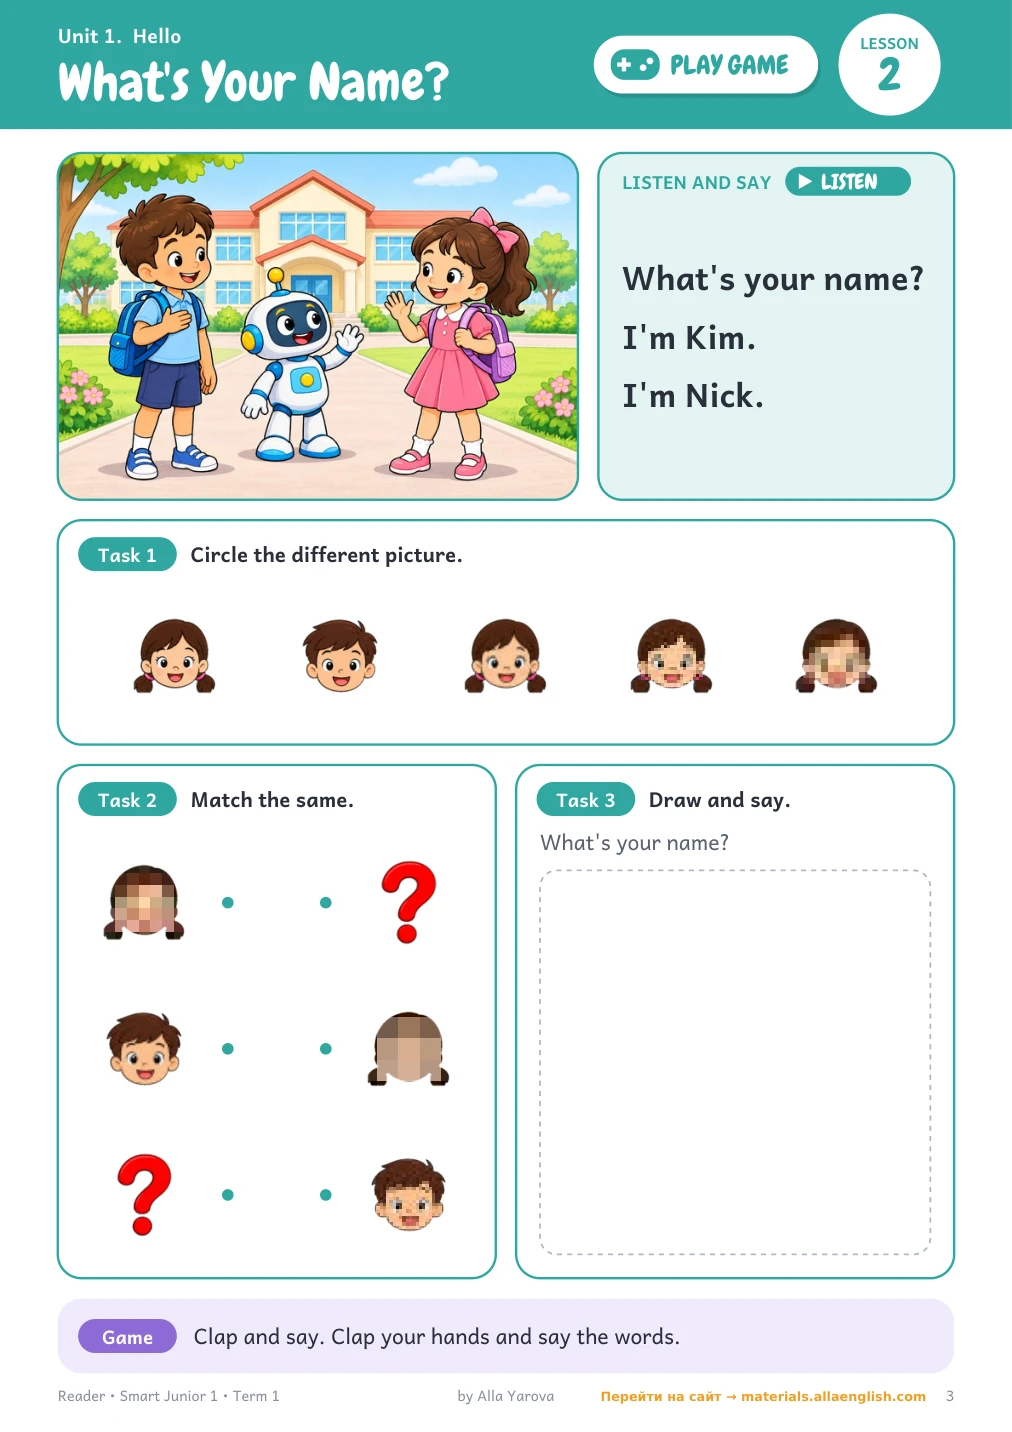 Unit 1. Hello
What's Your Name?
PLAY GAME
LESSON
2
LISTEN AND SAY
LISTEN
What's your name?
I'm Kim.
I'm Nick.
Task 1 Circle the different picture.
Task 2 Match the same.
?
?
Task 3 Draw and say.
What's your name?
Game Clap and say. Clap your hands and say the words.
Reader • Smart Junior 1 • Term 1 by Alla Yarova Перейти на сайт → materials.allaenglish.com 3